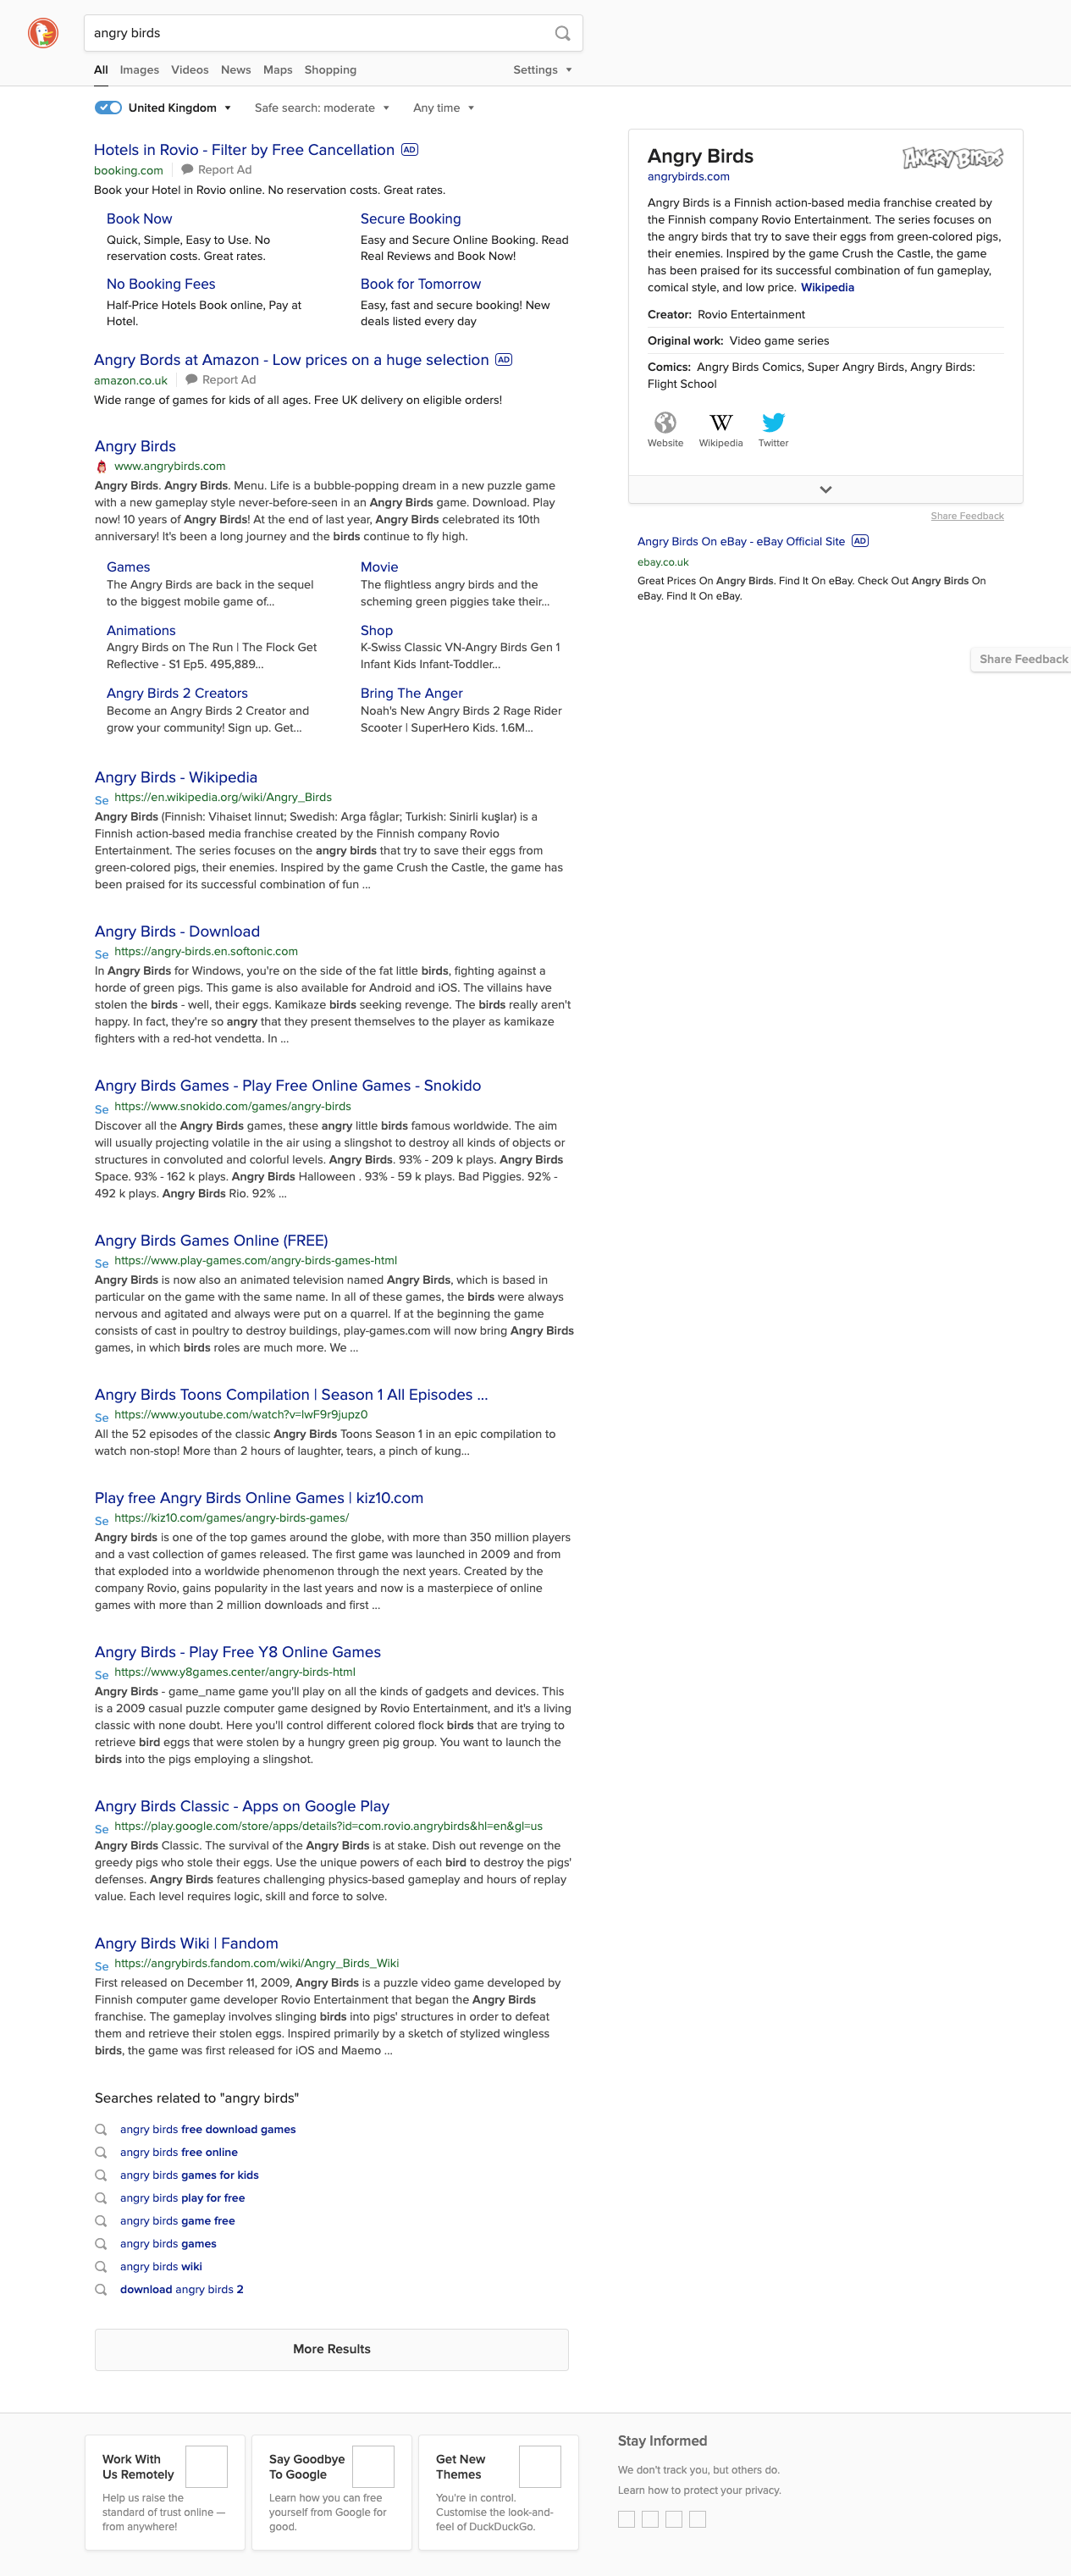 angry birds
All Images Videos News Maps Shopping Settings
United Kingdom Safe search: moderate Any time
Hotels in Rovio - Filter by Free Cancellation AD
booking.com Report Ad
Book your Hotel in Rovio online. No reservation costs. Great rates.
Book Now
Quick, Simple, Easy to Use. No
reservation costs. Great rates.
Secure Booking
Easy and Secure Online Booking. Read
Real Reviews and Book Now!
No Booking Fees
Half-Price Hotels Book online, Pay at
Hotel.
Book for Tomorrow
Easy, fast and secure booking! New
deals listed every day
Angry Bords at Amazon - Low prices on a huge selection AD
amazon.co.uk Report Ad
Wide range of games for kids of all ages. Free UK delivery on eligible orders!
Angry Birds
www.angrybirds.com
Angry Birds. Angry Birds. Menu. Life is a bubble-popping dream in a new puzzle game
with a new gameplay style never-before-seen in an Angry Birds game. Download. Play
now! 10 years of Angry Birds! At the end of last year, Angry Birds celebrated its 10th
anniversary! It's been a long journey and the birds continue to fly high.
Games
The Angry Birds are back in the sequel
to the biggest mobile game of...
Movie
The flightless angry birds and the
scheming green piggies take their...
Animations
Angry Birds on The Run | The Flock Get
Reflective - S1 Ep5. 495,889...
Shop
K-Swiss Classic VN-Angry Birds Gen 1
Infant Kids Infant-Toddler...
Angry Birds 2 Creators
Become an Angry Birds 2 Creator and
grow your community! Sign up. Get...
Bring The Anger
Noah's New Angry Birds 2 Rage Rider
Scooter | SuperHero Kids. 1.6M...
Angry Birds - Wikipedia
Se https://en.wikipedia.org/wiki/Angry_Birds
Angry Birds (Finnish: Vihaiset linnut; Swedish: Arga fåglar; Turkish: Sinirli kuşlar) is a
Finnish action-based media franchise created by the Finnish company Rovio
Entertainment. The series focuses on the angry birds that try to save their eggs from
green-colored pigs, their enemies. Inspired by the game Crush the Castle, the game has
been praised for its successful combination of fun ...
Angry Birds - Download
Se https://angry-birds.en.softonic.com
In Angry Birds for Windows, you're on the side of the fat little birds, fighting against a
horde of green pigs. This game is also available for Android and iOS. The villains have
stolen the birds - well, their eggs. Kamikaze birds seeking revenge. The birds really aren't
happy. In fact, they're so angry that they present themselves to the player as kamikaze
fighters with a red-hot vendetta. In ...
Angry Birds Games - Play Free Online Games - Snokido
Se https://www.snokido.com/games/angry-birds
Discover all the Angry Birds games, these angry little birds famous worldwide. The aim
will usually projecting volatile in the air using a slingshot to destroy all kinds of objects or
structures in convoluted and colorful levels. Angry Birds. 93% - 209 k plays. Angry Birds
Space. 93% - 162 k plays. Angry Birds Halloween . 93% - 59 k plays. Bad Piggies. 92% -
492 k plays. Angry Birds Rio. 92% ...
Angry Birds Games Online (FREE)
Se https://www.play-games.com/angry-birds-games-html
Angry Birds is now also an animated television named Angry Birds, which is based in
particular on the game with the same name. In all of these games, the birds were always
nervous and agitated and always were put on a quarrel. If at the beginning the game
consists of cast in poultry to destroy buildings, play-games.com will now bring Angry Birds
games, in which birds roles are much more. We ...
Angry Birds Toons Compilation | Season 1 All Episodes ...
Se https://www.youtube.com/watch?v=IwF9r9jupz0
All the 52 episodes of the classic Angry Birds Toons Season 1 in an epic compilation to
watch non-stop! More than 2 hours of laughter, tears, a pinch of kung...
Play free Angry Birds Online Games | kiz10.com
Se https://kiz10.com/games/angry-birds-games/
Angry birds is one of the top games around the globe, with more than 350 million players
and a vast collection of games released. The first game was launched in 2009 and from
that exploded into a worldwide phenomenon through the next years. Created by the
company Rovio, gains popularity in the last years and now is a masterpiece of online
games with more than 2 million downloads and first ...
Angry Birds - Play Free Y8 Online Games
Se https://www.y8games.center/angry-birds-html
Angry Birds - game_name game you'll play on all the kinds of gadgets and devices. This
is a 2009 casual puzzle computer game designed by Rovio Entertainment, and it's a living
classic with none doubt. Here you'll control different colored flock birds that are trying to
retrieve bird eggs that were stolen by a hungry green pig group. You want to launch the
birds into the pigs employing a slingshot.
Angry Birds Classic - Apps on Google Play
Se https://play.google.com/store/apps/details?id=com.rovio.angrybirds&hl=en&gl=us
Angry Birds Classic. The survival of the Angry Birds is at stake. Dish out revenge on the
greedy pigs who stole their eggs. Use the unique powers of each bird to destroy the pigs'
defenses. Angry Birds features challenging physics-based gameplay and hours of replay
value. Each level requires logic, skill and force to solve.
Angry Birds Wiki | Fandom
Se https://angrybirds.fandom.com/wiki/Angry_Birds_Wiki
First released on December 11, 2009, Angry Birds is a puzzle video game developed by
Finnish computer game developer Rovio Entertainment that began the Angry Birds
franchise. The gameplay involves slinging birds into pigs' structures in order to defeat
them and retrieve their stolen eggs. Inspired primarily by a sketch of stylized wingless
birds, the game was first released for iOS and Maemo ...
Searches related to "angry birds"
angry birds free download games
angry birds free online
angry birds games for kids
angry birds play for free
angry birds game free
angry birds games
angry birds wiki
download angry birds 2
More Results
Angry Birds
ANGRY BIRDS
angrybirds.com
Angry Birds is a Finnish action-based media franchise created by
the Finnish company Rovio Entertainment. The series focuses on
the angry birds that try to save their eggs from green-colored pigs,
their enemies. Inspired by the game Crush the Castle, the game
has been praised for its successful combination of fun gameplay,
comical style, and low price. Wikipedia
Creator: Rovio Entertainment
Original work: Video game series
Comics: Angry Birds Comics, Super Angry Birds, Angry Birds:
Flight School
W
Website Wikipedia Twitter
Share Feedback
Angry Birds On eBay - eBay Official Site AD
ebay.co.uk
Great Prices On Angry Birds. Find It On eBay. Check Out Angry Birds On
eBay. Find It On eBay.
Share Feedback
Work With
Us Remotely
Help us raise the
standard of trust online —
from anywhere!
Say Goodbye
To Google
Learn how you can free
yourself from Google for
good.
Get New
Themes
You're in control.
Customise the look-and-
feel of DuckDuckGo.
Stay Informed
We don't track you, but others do.
Learn how to protect your privacy.